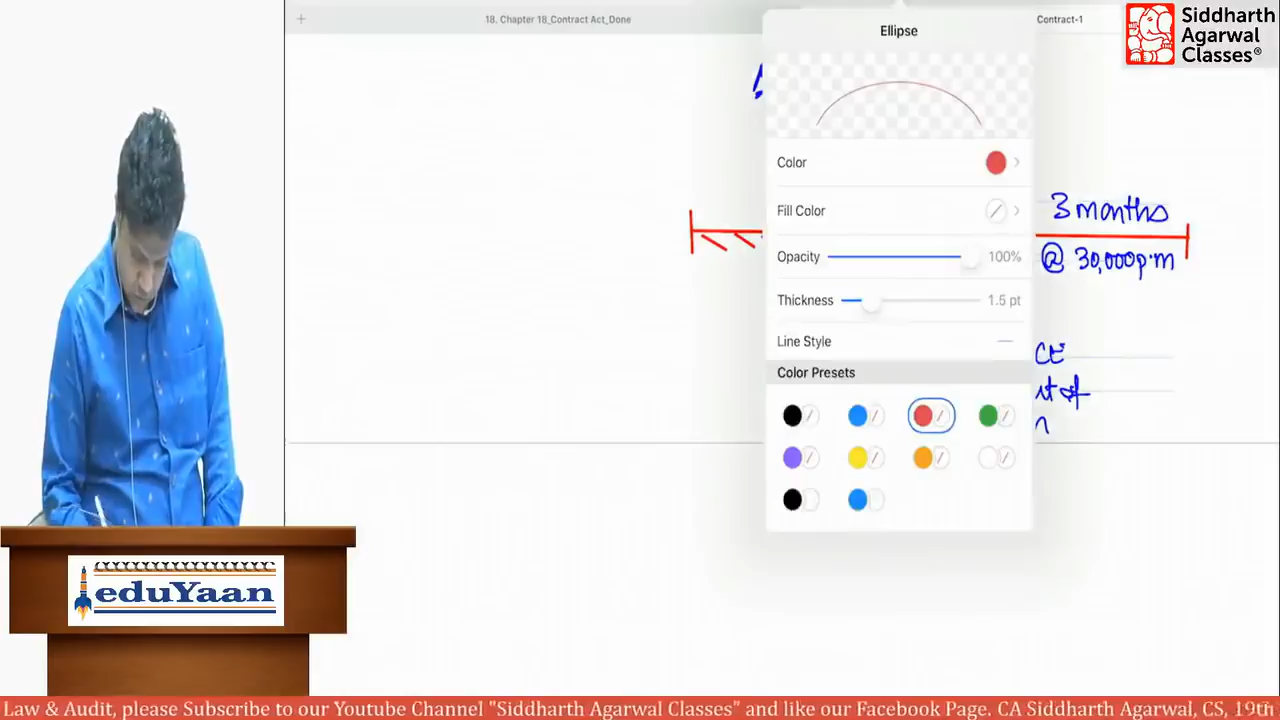 18. Chapter 18_Contract Act_Done
Contract-1
Siddharth
Agarwal
Classes®
Ellipse
Color
Fill Color
Opacity
100%
Thickness
1.5 pt
Line Style
Color Presets
3 months
@ 30,000 p.m
eduYaan
Law & Audit, please Subscribe to our Youtube Channel "Siddharth Agarwal Classes" and like our Facebook Page. CA Siddharth Agarwal, CS, 19th